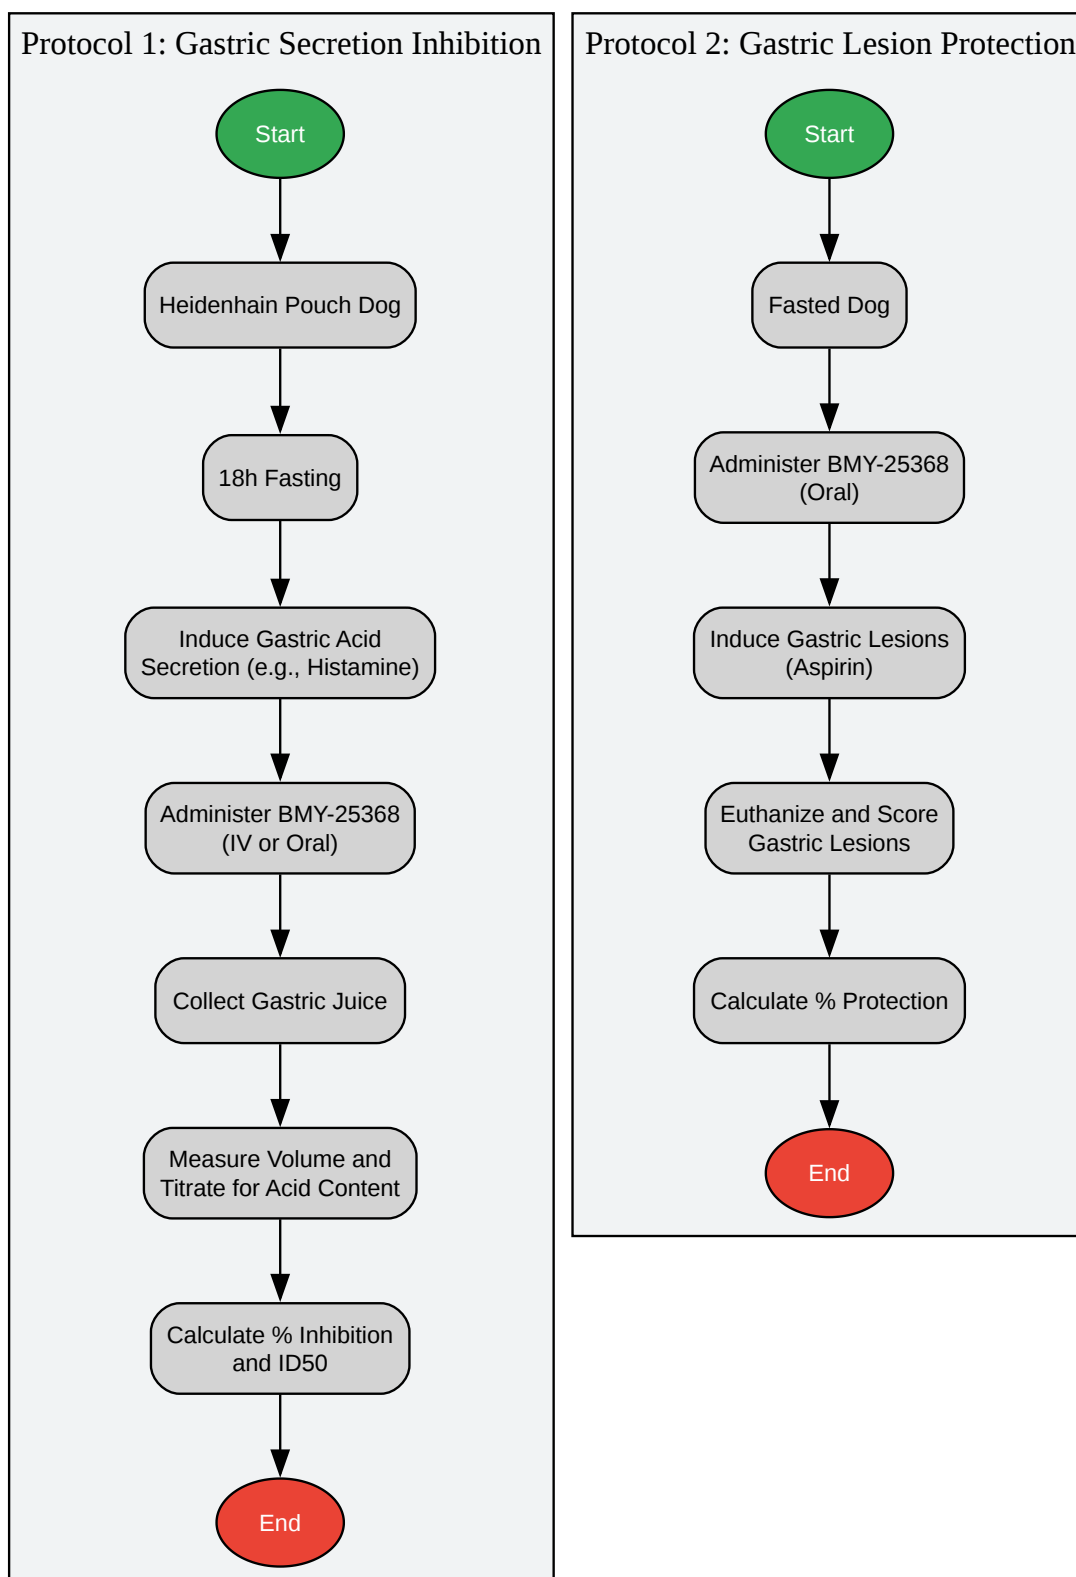 Protocol 1: Gastric Secretion Inhibition
Start
Heidenhain Pouch Dog
18h Fasting
Induce Gastric Acid
Secretion (e.g., Histamine)
Administer BMY-25368
(IV or Oral)
Collect Gastric Juice
Measure Volume and
Titrate for Acid Content
Calculate % Inhibition
and ID50
End
Protocol 2: Gastric Lesion Protection
Start
Fasted Dog
Administer BMY-25368
(Oral)
Induce Gastric Lesions
(Aspirin)
Euthanize and Score
Gastric Lesions
Calculate % Protection
End